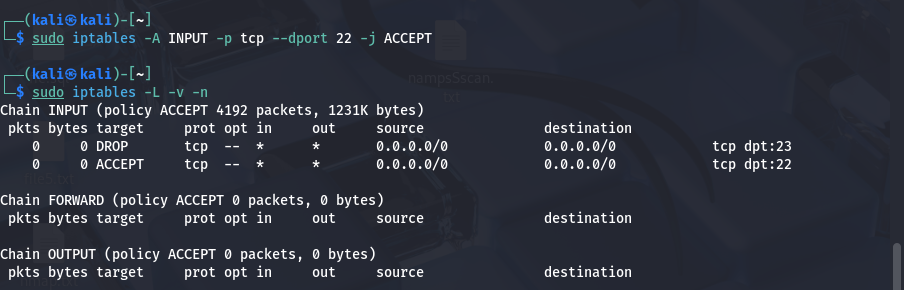 (kali㉿kali)-[~]
$ sudo iptables -A INPUT -p tcp --dport 22 -j ACCEPT
(kali㉿kali)-[~]
$ sudo iptables -L -v -n
Chain INPUT (policy ACCEPT 4192 packets, 1231K bytes)
 pkts bytes target     prot opt in     out     source               destination
    0     0 DROP       tcp  --  *      *       0.0.0.0/0            0.0.0.0/0            tcp dpt:23
    0     0 ACCEPT     tcp  --  *      *       0.0.0.0/0            0.0.0.0/0            tcp dpt:22
Chain FORWARD (policy ACCEPT 0 packets, 0 bytes)
 pkts bytes target     prot opt in     out     source               destination
Chain OUTPUT (policy ACCEPT 0 packets, 0 bytes)
 pkts bytes target     prot opt in     out     source               destination